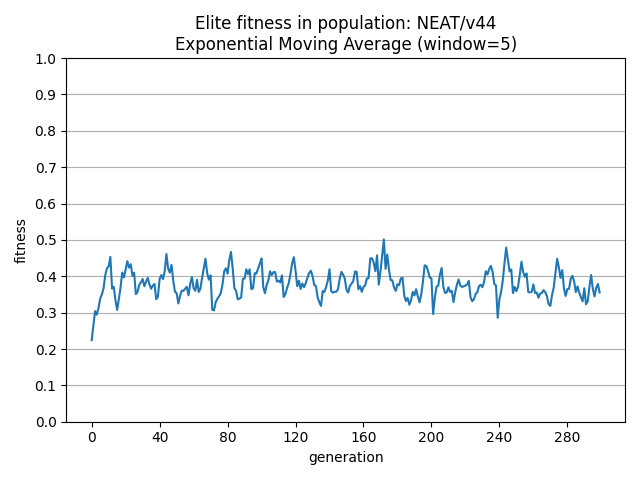 Elite fitness in population: NEAT/v44
Exponential Moving Average (window=5)
1.0
0.9
0.8
0.7
0.6
0.5
0.4
0.3
0.2
0.1
0.0
fitness
0 40 80 120 160 200 240 280
generation